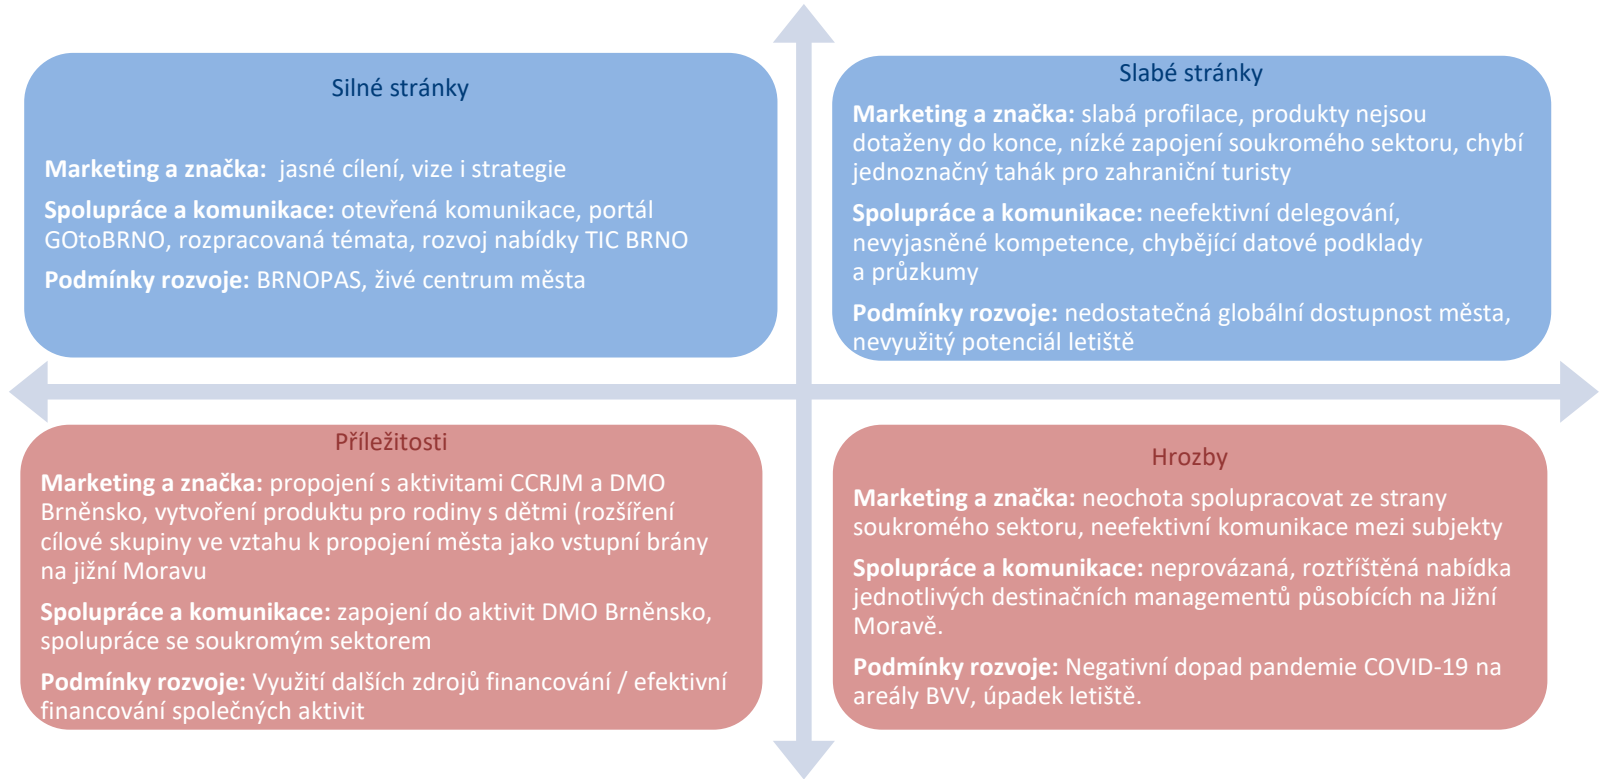 Silné stránky
Marketing a značka: jasné cílení, vize i strategie
Spolupráce a komunikace: otevřená komunikace, portál
GOtoBRNO, rozpracovaná témata, rozvoj nabídky TIC BRNO
Podmínky rozvoje: BRNOPAS, živé centrum města
Slabé stránky
Marketing a značka: slabá profilace, produkty nejsou
dotaženy do konce, nízké zapojení soukromého sektoru, chybí
jednoznačný tahák pro zahraniční turisty
Spolupráce a komunikace: neefektivní delegování,
nevyjasněné kompetence, chybějící datové podklady
a průzkumy
Podmínky rozvoje: nedostatečná globální dostupnost města,
nevyužitý potenciál letiště
Příležitosti
Marketing a značka: propojení s aktivitami CCRJM a DMO
Brněnsko, vytvoření produktu pro rodiny s dětmi (rozšíření
cílové skupiny ve vztahu k propojení města jako vstupní brány
na jižní Moravu
Spolupráce a komunikace: zapojení do aktivit DMO Brněnsko,
spolupráce se soukromým sektorem
Podmínky rozvoje: Využití dalších zdrojů financování / efektivní
financování společných aktivit
Hrozby
Marketing a značka: neochota spolupracovat ze strany
soukromého sektoru, neefektivní komunikace mezi subjekty
Spolupráce a komunikace: neprovázaná, roztříštěná nabídka
jednotlivých destinačních managementů působících na Jižní
Moravě.
Podmínky rozvoje: Negativní dopad pandemie COVID-19 na
areály BVV, úpadek letiště.